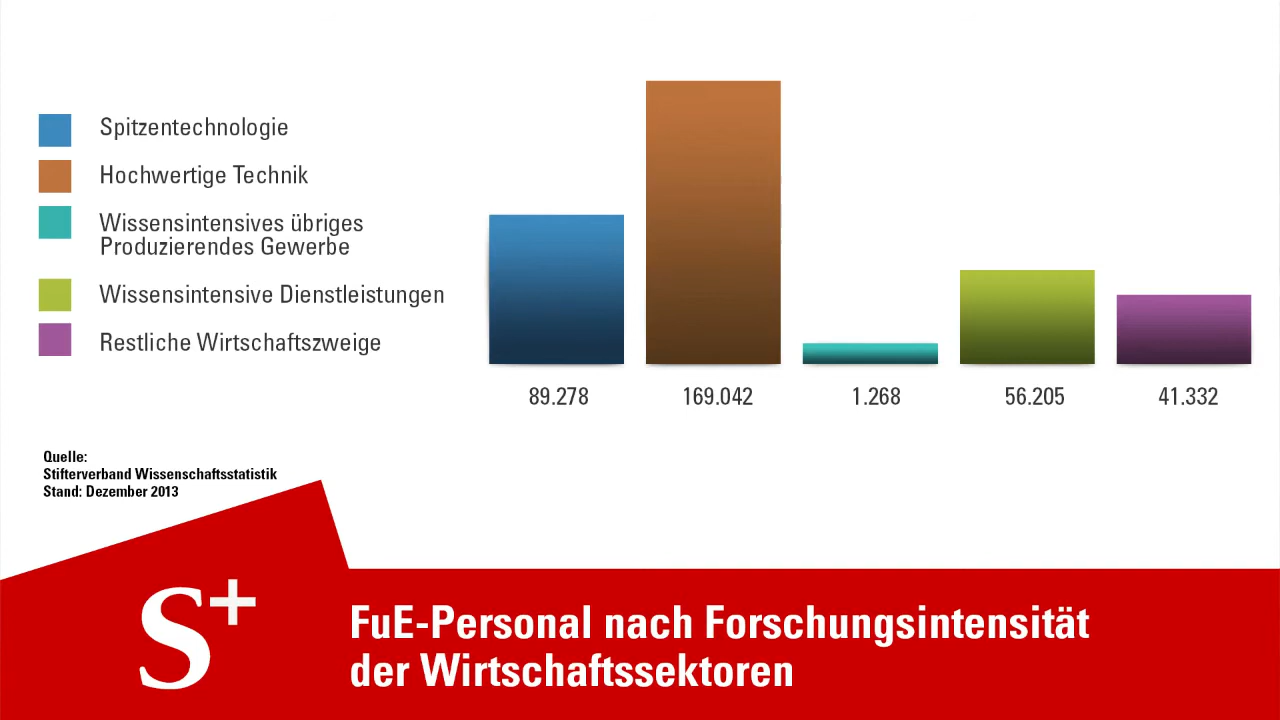 Spitzentechnologie
Hochwertige Technik
Wissensintensives übriges
Produzierendes Gewerbe
Wissensintensive Dienstleistungen
Restliche Wirtschaftszweige
89.278
169.042
1.268
56.205
41.332
Quelle:
Stifterverband Wissenschaftsstatistik
Stand: Dezember 2013
S+
FuE-Personal nach Forschungsintensität
der Wirtschaftssektoren